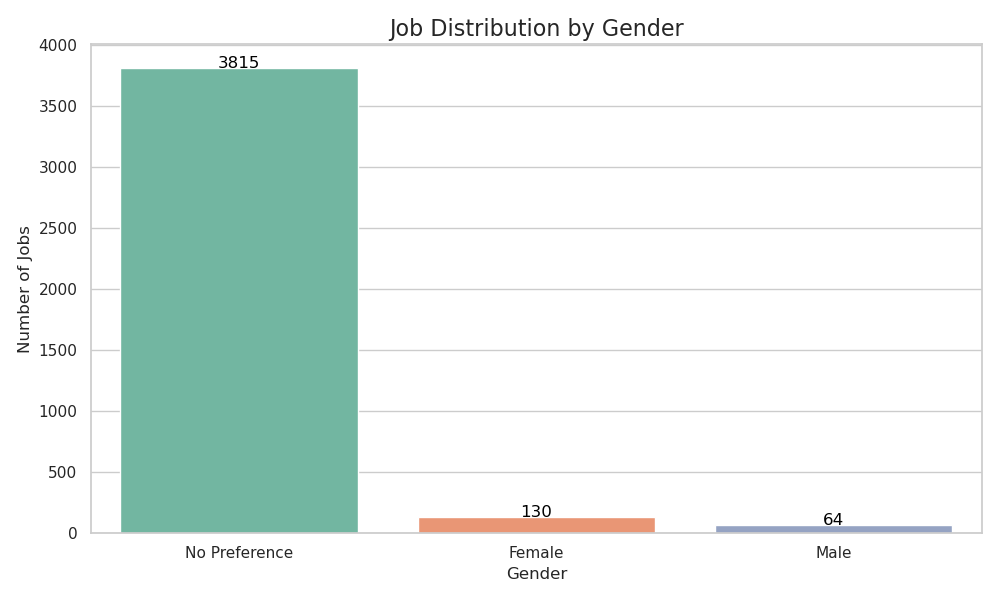 Job Distribution by Gender
4000
3500
3000
2500
2000
1500
1000
500
0
Number of Jobs
3815
130
64
No Preference
Female
Male
Gender